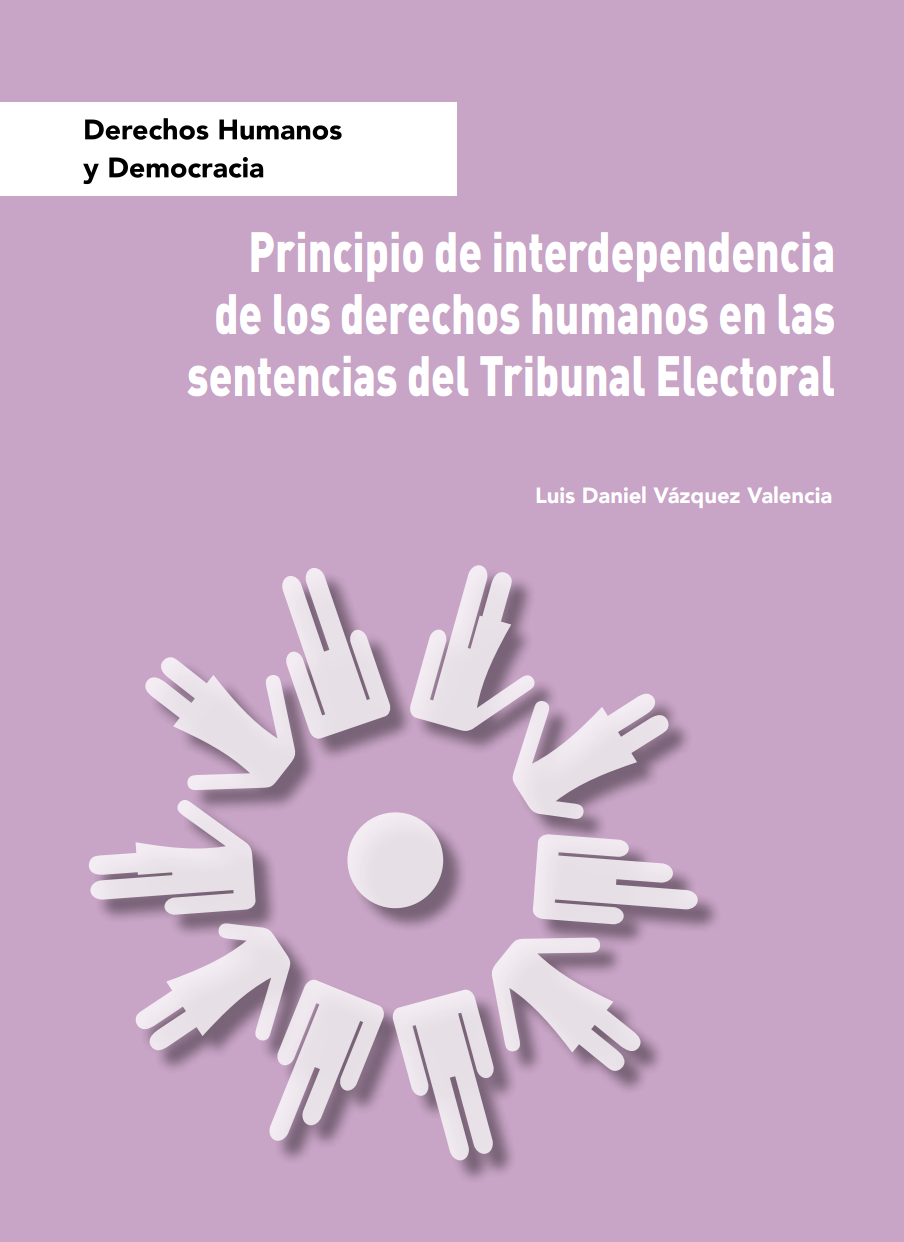 Derechos Humanos
y Democracia
Principio de interdependencia
de los derechos humanos en las
sentencias del Tribunal Electoral
Luis Daniel Vázquez Valencia